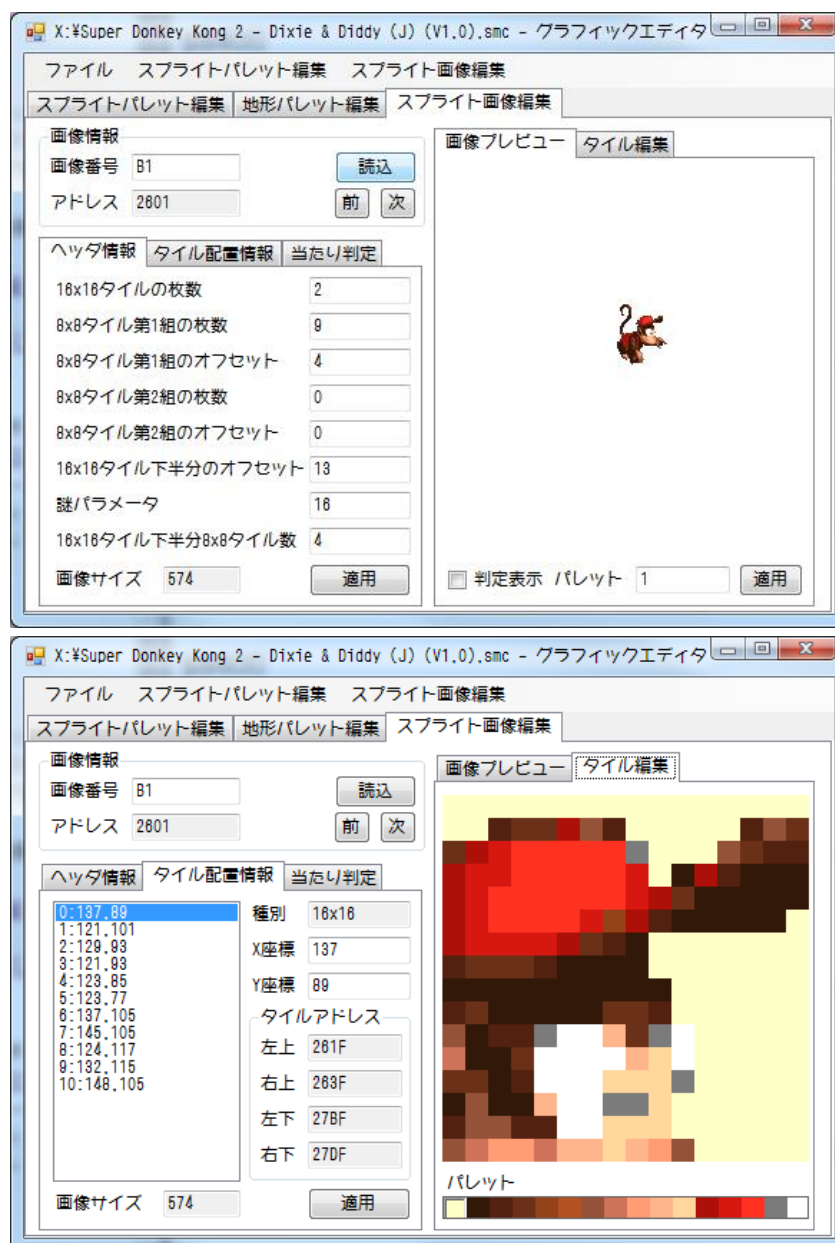 X:¥Super Donkey Kong 2 - Dixie & Diddy (J) (V1.0).smc - グラフィックエディタ
ファイル スプライトパレット編集 スプライト画像編集
スプライトパレット編集 地形パレット編集 スプライト画像編集
画像情報
画像番号 B1 読込
アドレス 2601 前 次
画像プレビュー タイル編集
ヘッダ情報 タイル配置情報 当たり判定
16x16タイルの枚数 2
8x8タイル第1組の枚数 9
8x8タイル第1組のオフセット 4
8x8タイル第2組の枚数 0
8x8タイル第2組のオフセット 0
16x16タイル下半分のオフセット 13
謎パラメータ 16
16x16タイル下半分8x8タイル数 4
画像サイズ 574 適用
判定表示 パレット 1 適用
X:¥Super Donkey Kong 2 - Dixie & Diddy (J) (V1.0).smc - グラフィックエディタ
ファイル スプライトパレット編集 スプライト画像編集
スプライトパレット編集 地形パレット編集 スプライト画像編集
画像情報
画像番号 B1 読込
アドレス 2601 前 次
画像プレビュー タイル編集
ヘッダ情報 タイル配置情報 当たり判定
0:137,89
1:121,101
2:129,93
3:121,93
4:123,85
5:123,77
6:137,105
7:145,105
8:124,117
9:132,115
10:148,105
種別 16x16
X座標 137
Y座標 89
タイルアドレス
左上 261F
右上 263F
左下 27BF
右下 27DF
画像サイズ 574 適用
パレット